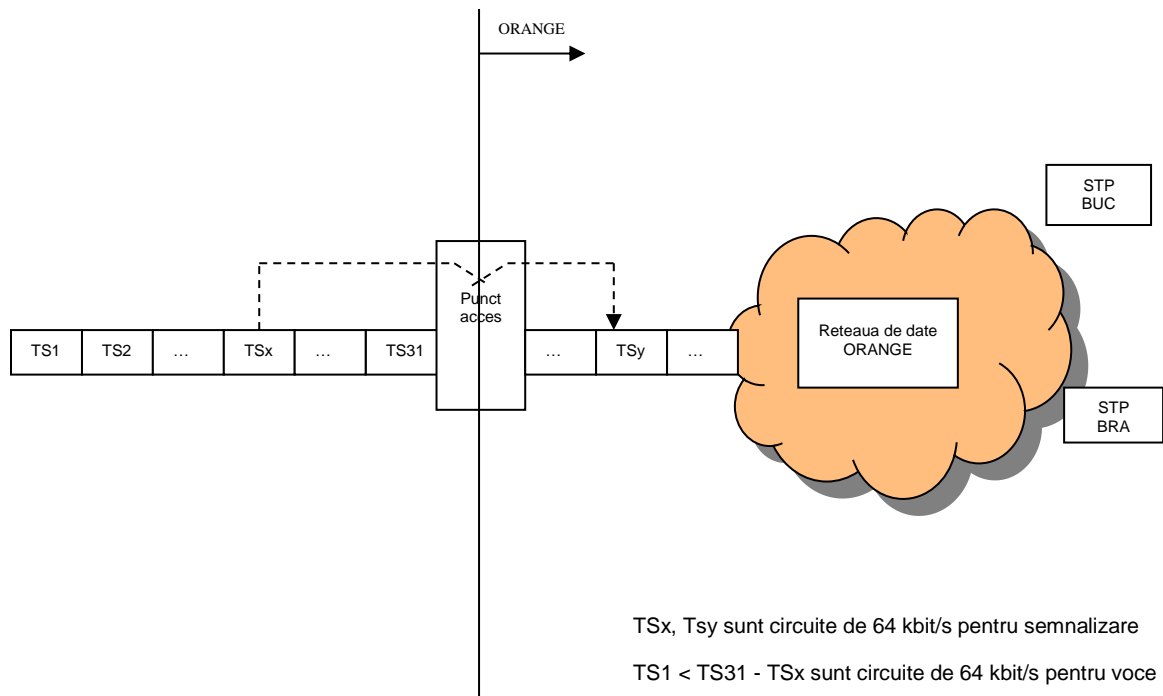 ORANGE
STP
BUC
Punct
acces
Reteaua de date
ORANGE
TS1 TS2 ... TSx ... TS31 ... TSy ...
STP
BRA
TSx, Tsy sunt circuite de 64 kbit/s pentru semnalizare
TS1 < TS31 - TSx sunt circuite de 64 kbit/s pentru voce